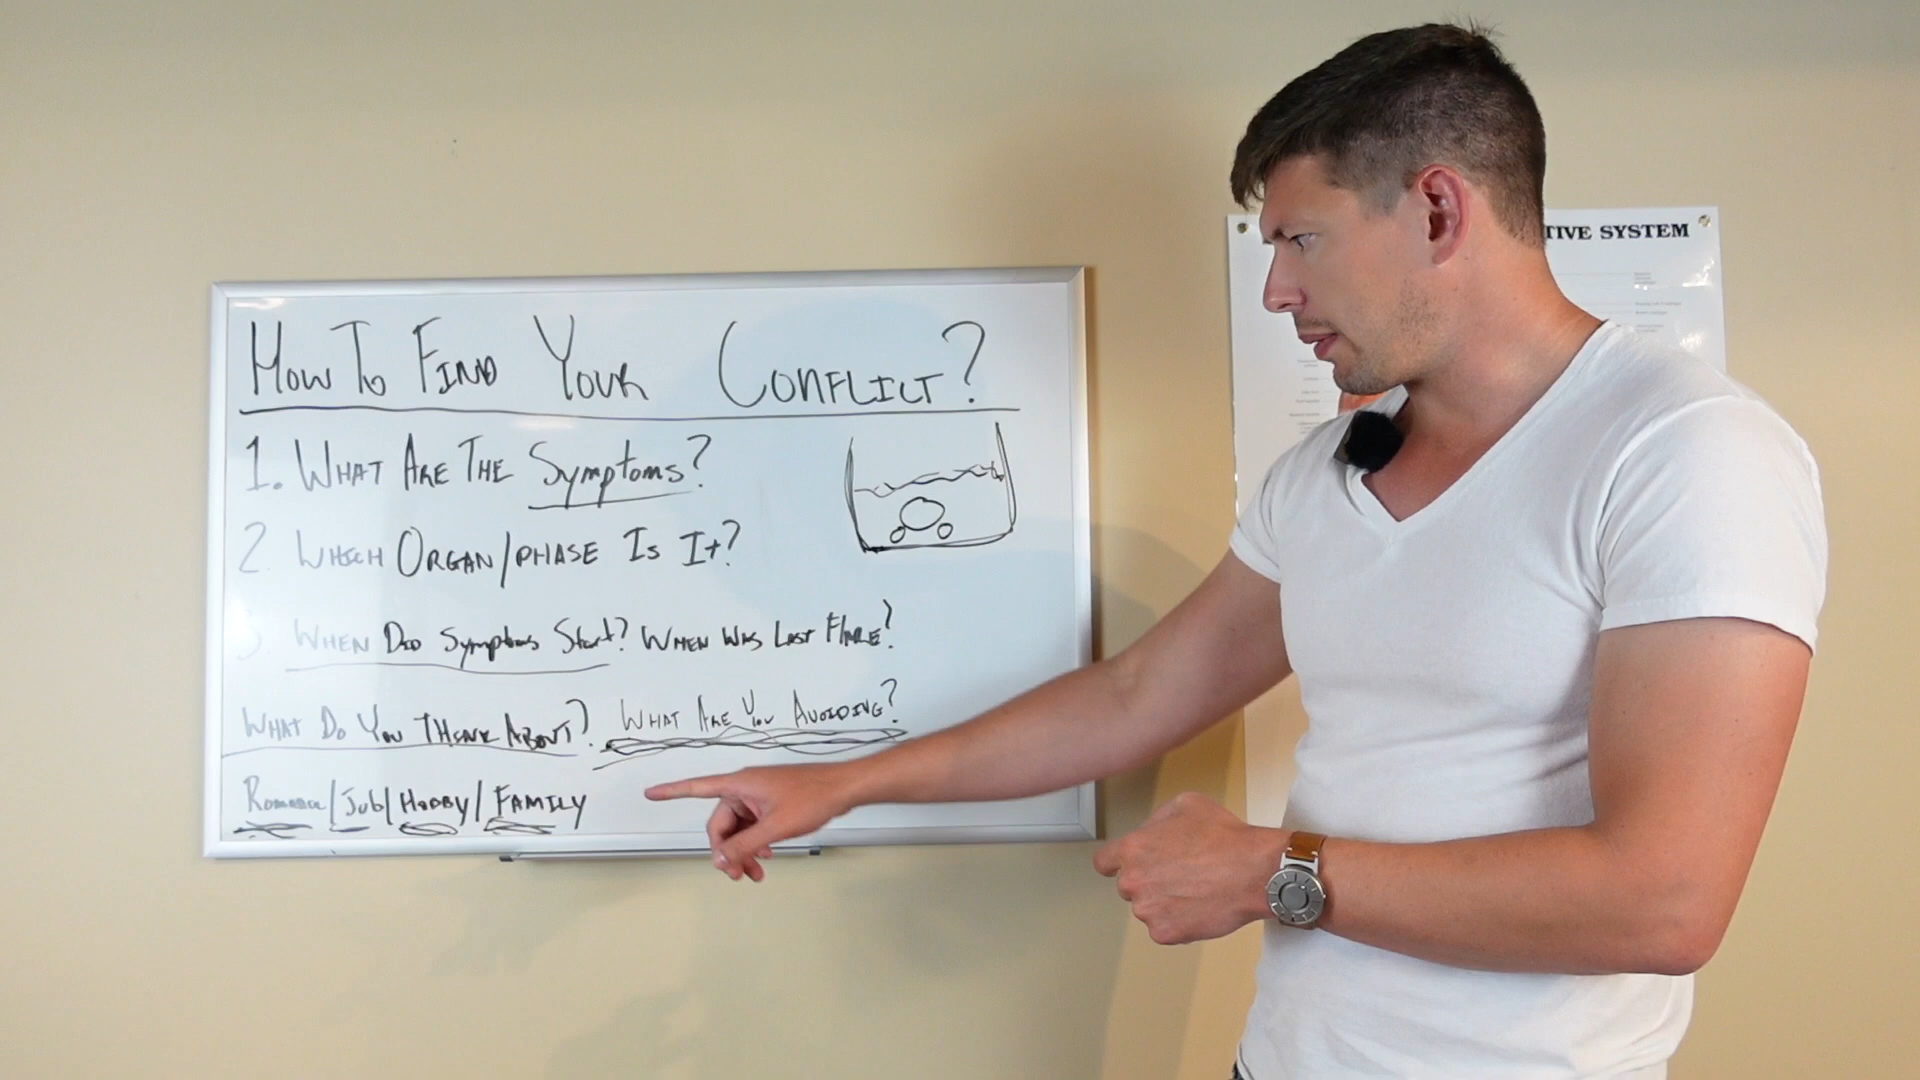 How To Find Your Conflict?
1. What Are The Symptoms?
2. Which Organ/phase Is It?
3. When Did Symptoms Start? When Was Last Flare?
What Do You Think About? What Are You Avoiding?
Romance/Job/Hobby/Family
TIVE SYSTEM